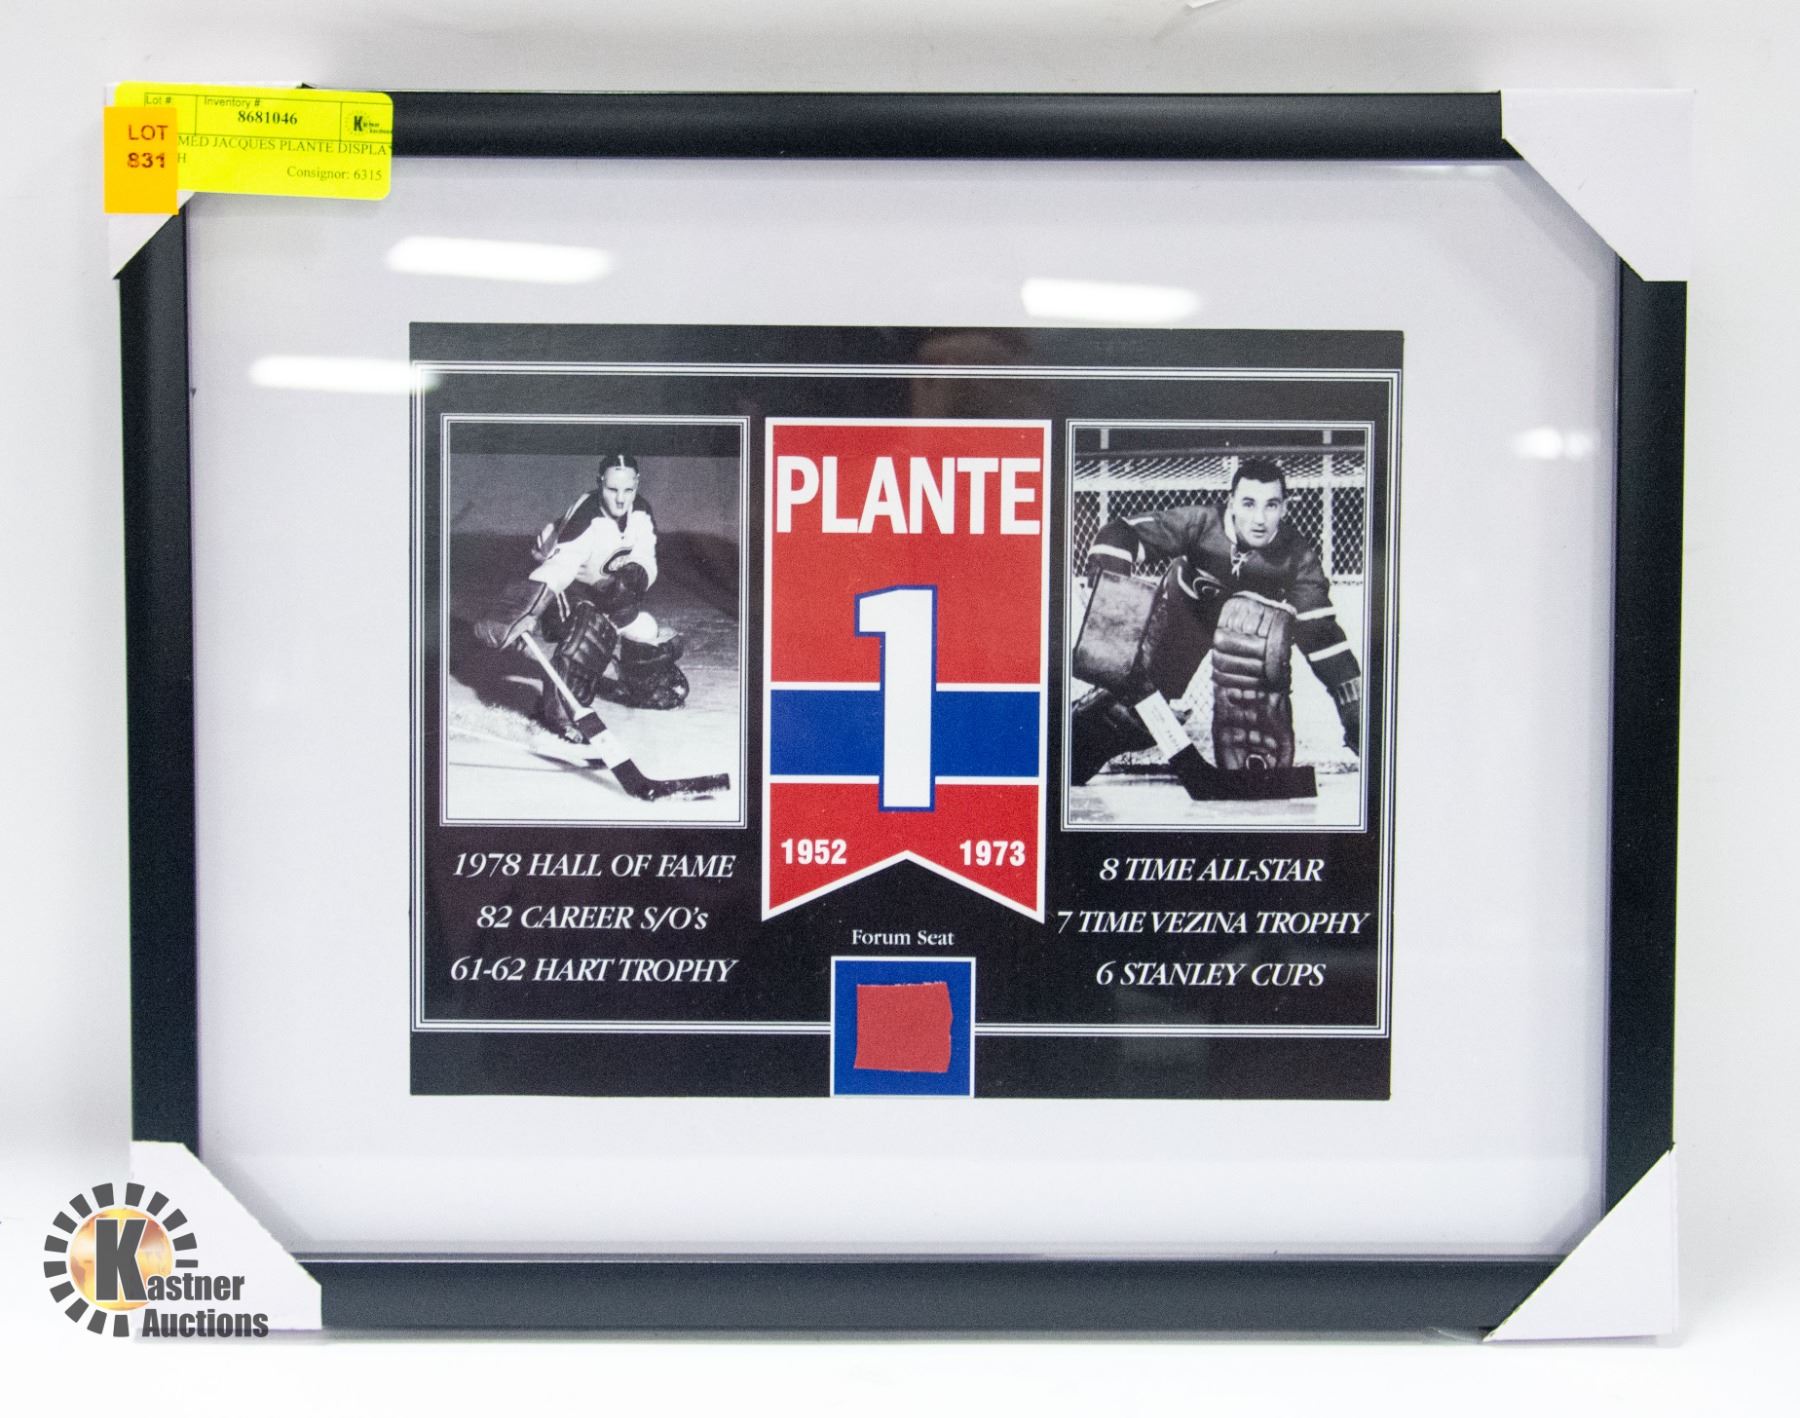 Lot #
Inventory #
8681046
LOT
831
JACQUES PLANTE DISPLAY
Consignor: 6315
PLANTE
1
1952 1973
1978 HALL OF FAME
82 CAREER S/O's
61-62 HART TROPHY
8 TIME ALL-STAR
7 TIME VEZINA TROPHY
6 STANLEY CUPS
Forum Seat
Kastner
Auctions